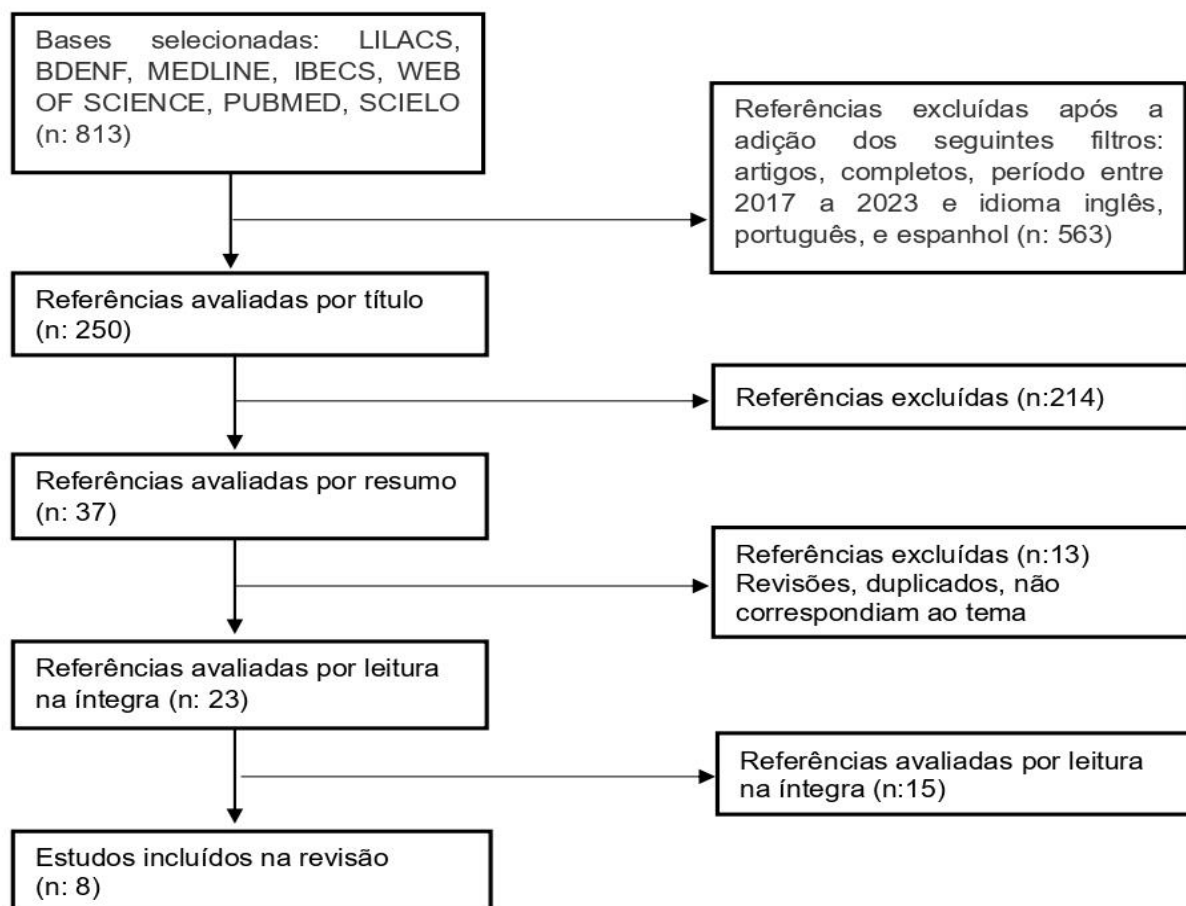 Bases selecionadas: LILACS,
BDENF, MEDLINE, IBECS, WEB
OF SCIENCE, PUBMED, SCIELO
(n: 813)
Referências excluídas após a
adição dos seguintes filtros:
artigos, completos, período entre
2017 a 2023 e idioma inglês,
português, e espanhol (n: 563)
Referências avaliadas por título
(n: 250)
Referências excluídas (n:214)
Referências avaliadas por resumo
(n: 37)
Referências excluídas (n:13)
Revisões, duplicados, não
correspondiam ao tema
Referências avaliadas por leitura
na íntegra (n: 23)
Referências avaliadas por leitura
na íntegra (n:15)
Estudos incluídos na revisão
(n: 8)